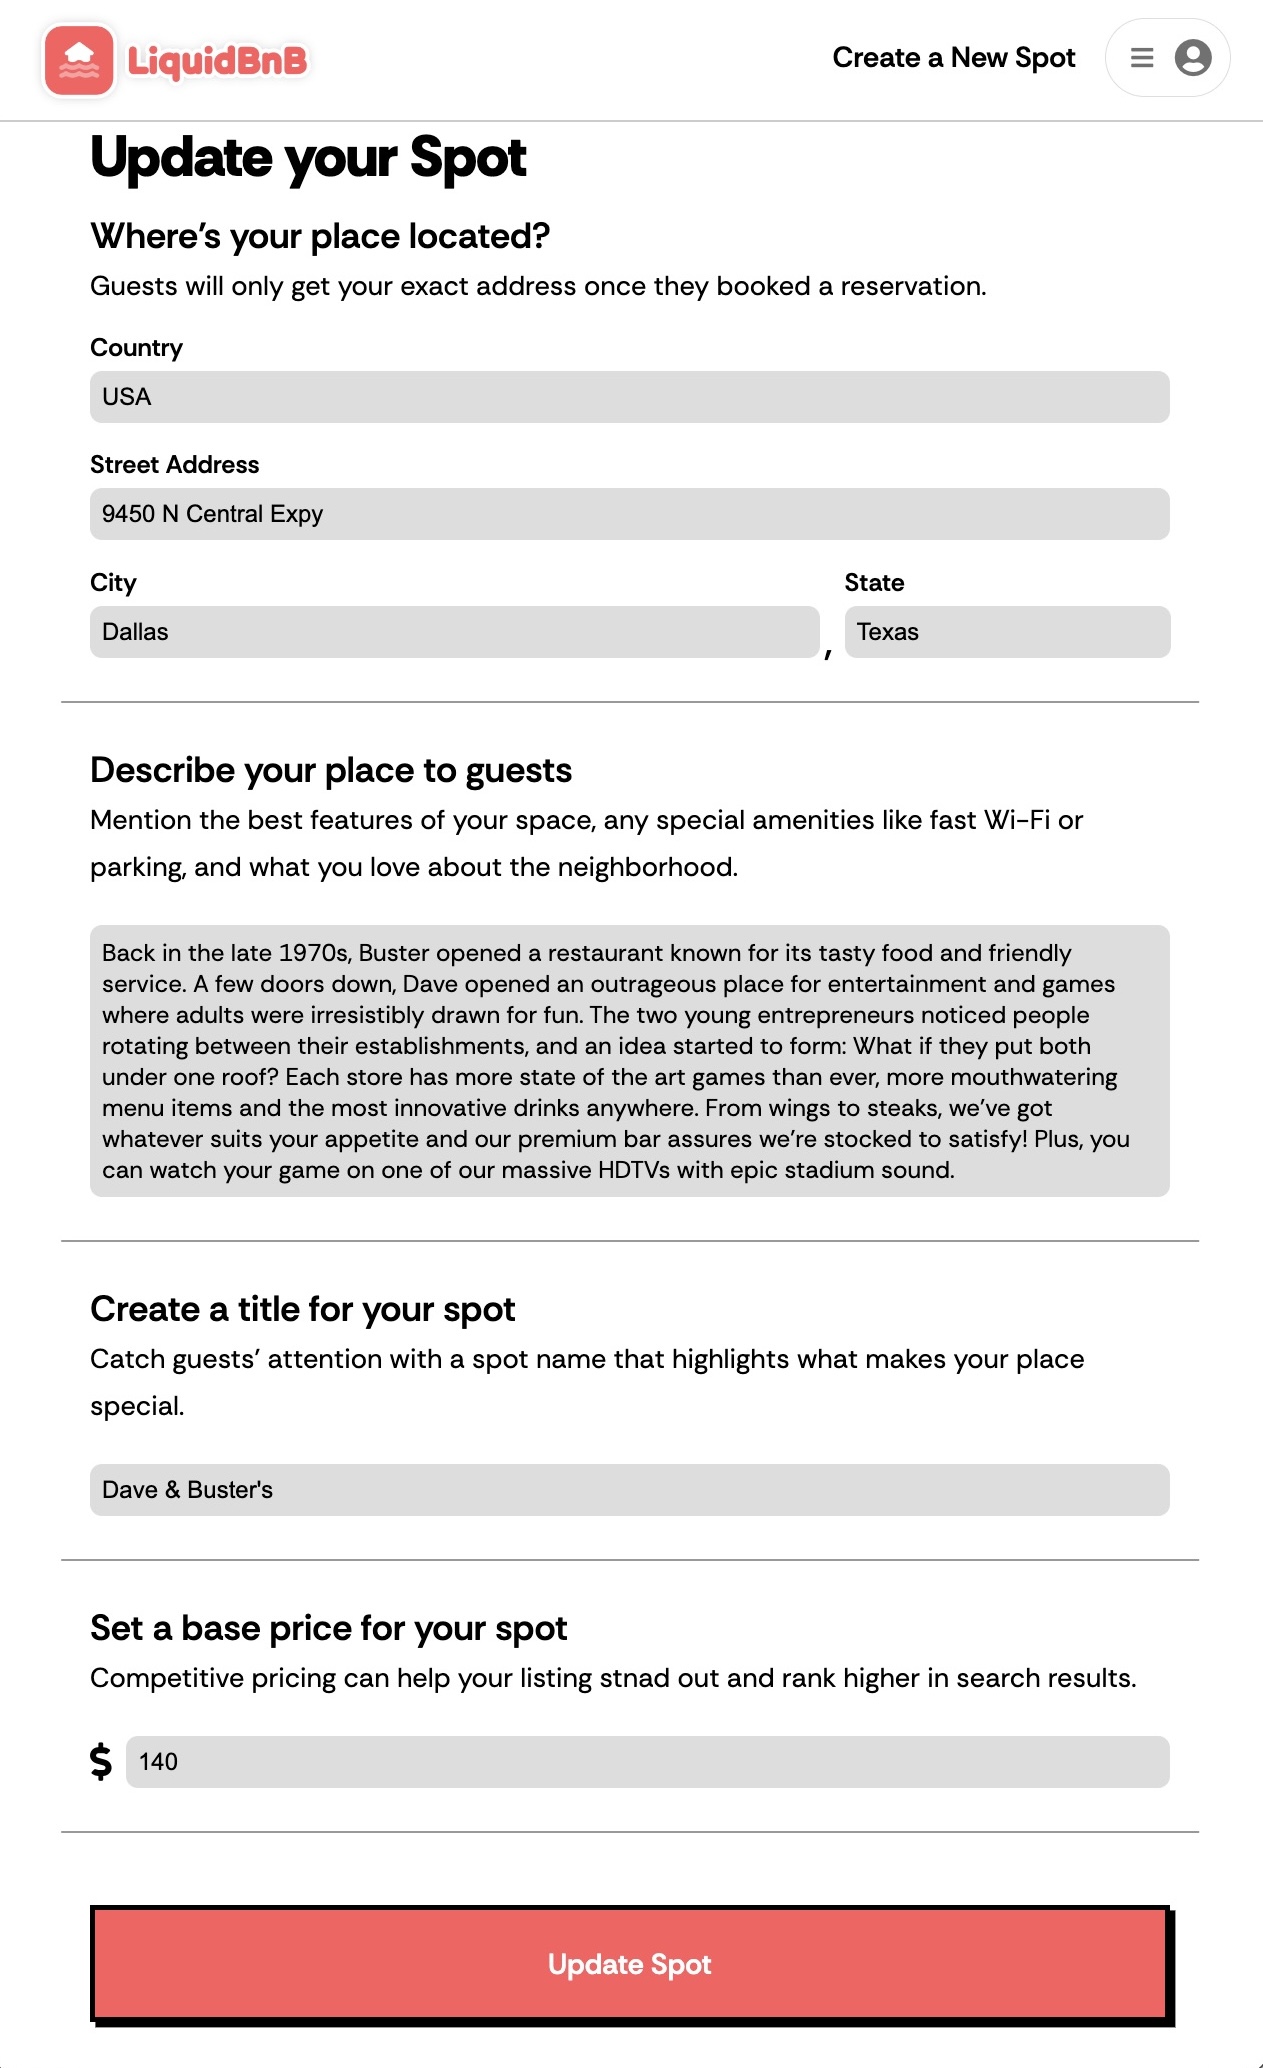 LiquidBnB
Create a New Spot
Update your Spot
Where's your place located?
Guests will only get your exact address once they booked a reservation.
Country
USA
Street Address
9450 N Central Expy
City
State
Dallas
,
Texas
Describe your place to guests
Mention the best features of your space, any special amenities like fast Wi-Fi or
parking, and what you love about the neighborhood.
Back in the late 1970s, Buster opened a restaurant known for its tasty food and friendly
service. A few doors down, Dave opened an outrageous place for entertainment and games
where adults were irresistibly drawn for fun. The two young entrepreneurs noticed people
rotating between their establishments, and an idea started to form: What if they put both
under one roof? Each store has more state of the art games than ever, more mouthwatering
menu items and the most innovative drinks anywhere. From wings to steaks, we've got
whatever suits your appetite and our premium bar assures we're stocked to satisfy! Plus, you
can watch your game on one of our massive HDTVs with epic stadium sound.
Create a title for your spot
Catch guests' attention with a spot name that highlights what makes your place
special.
Dave & Buster's
Set a base price for your spot
Competitive pricing can help your listing stnad out and rank higher in search results.
$ 140
Update Spot